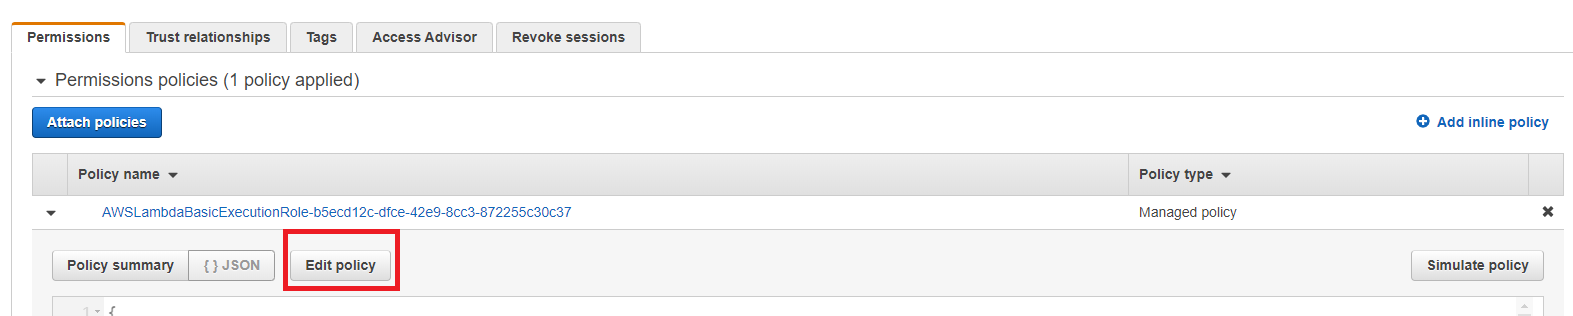 Permissions Trust relationships Tags Access Advisor Revoke sessions
Permissions policies (1 policy applied)
Attach policies Add inline policy
Policy name Policy type
AWSLambdaBasicExecutionRole-b5ecd12c-dfce-42e9-8cc3-872255c30c37 Managed policy
Policy summary { } JSON Edit policy Simulate policy
1 {